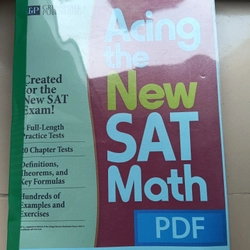 Acing
the
New
SAT
Math
Created
for the
New SAT
Exam!
Full-Length
Practice Tests
20 Chapter Tests
Definitions,
Theorems, and
Key Formulas
Hundreds of
Examples and
Exercises
PDF